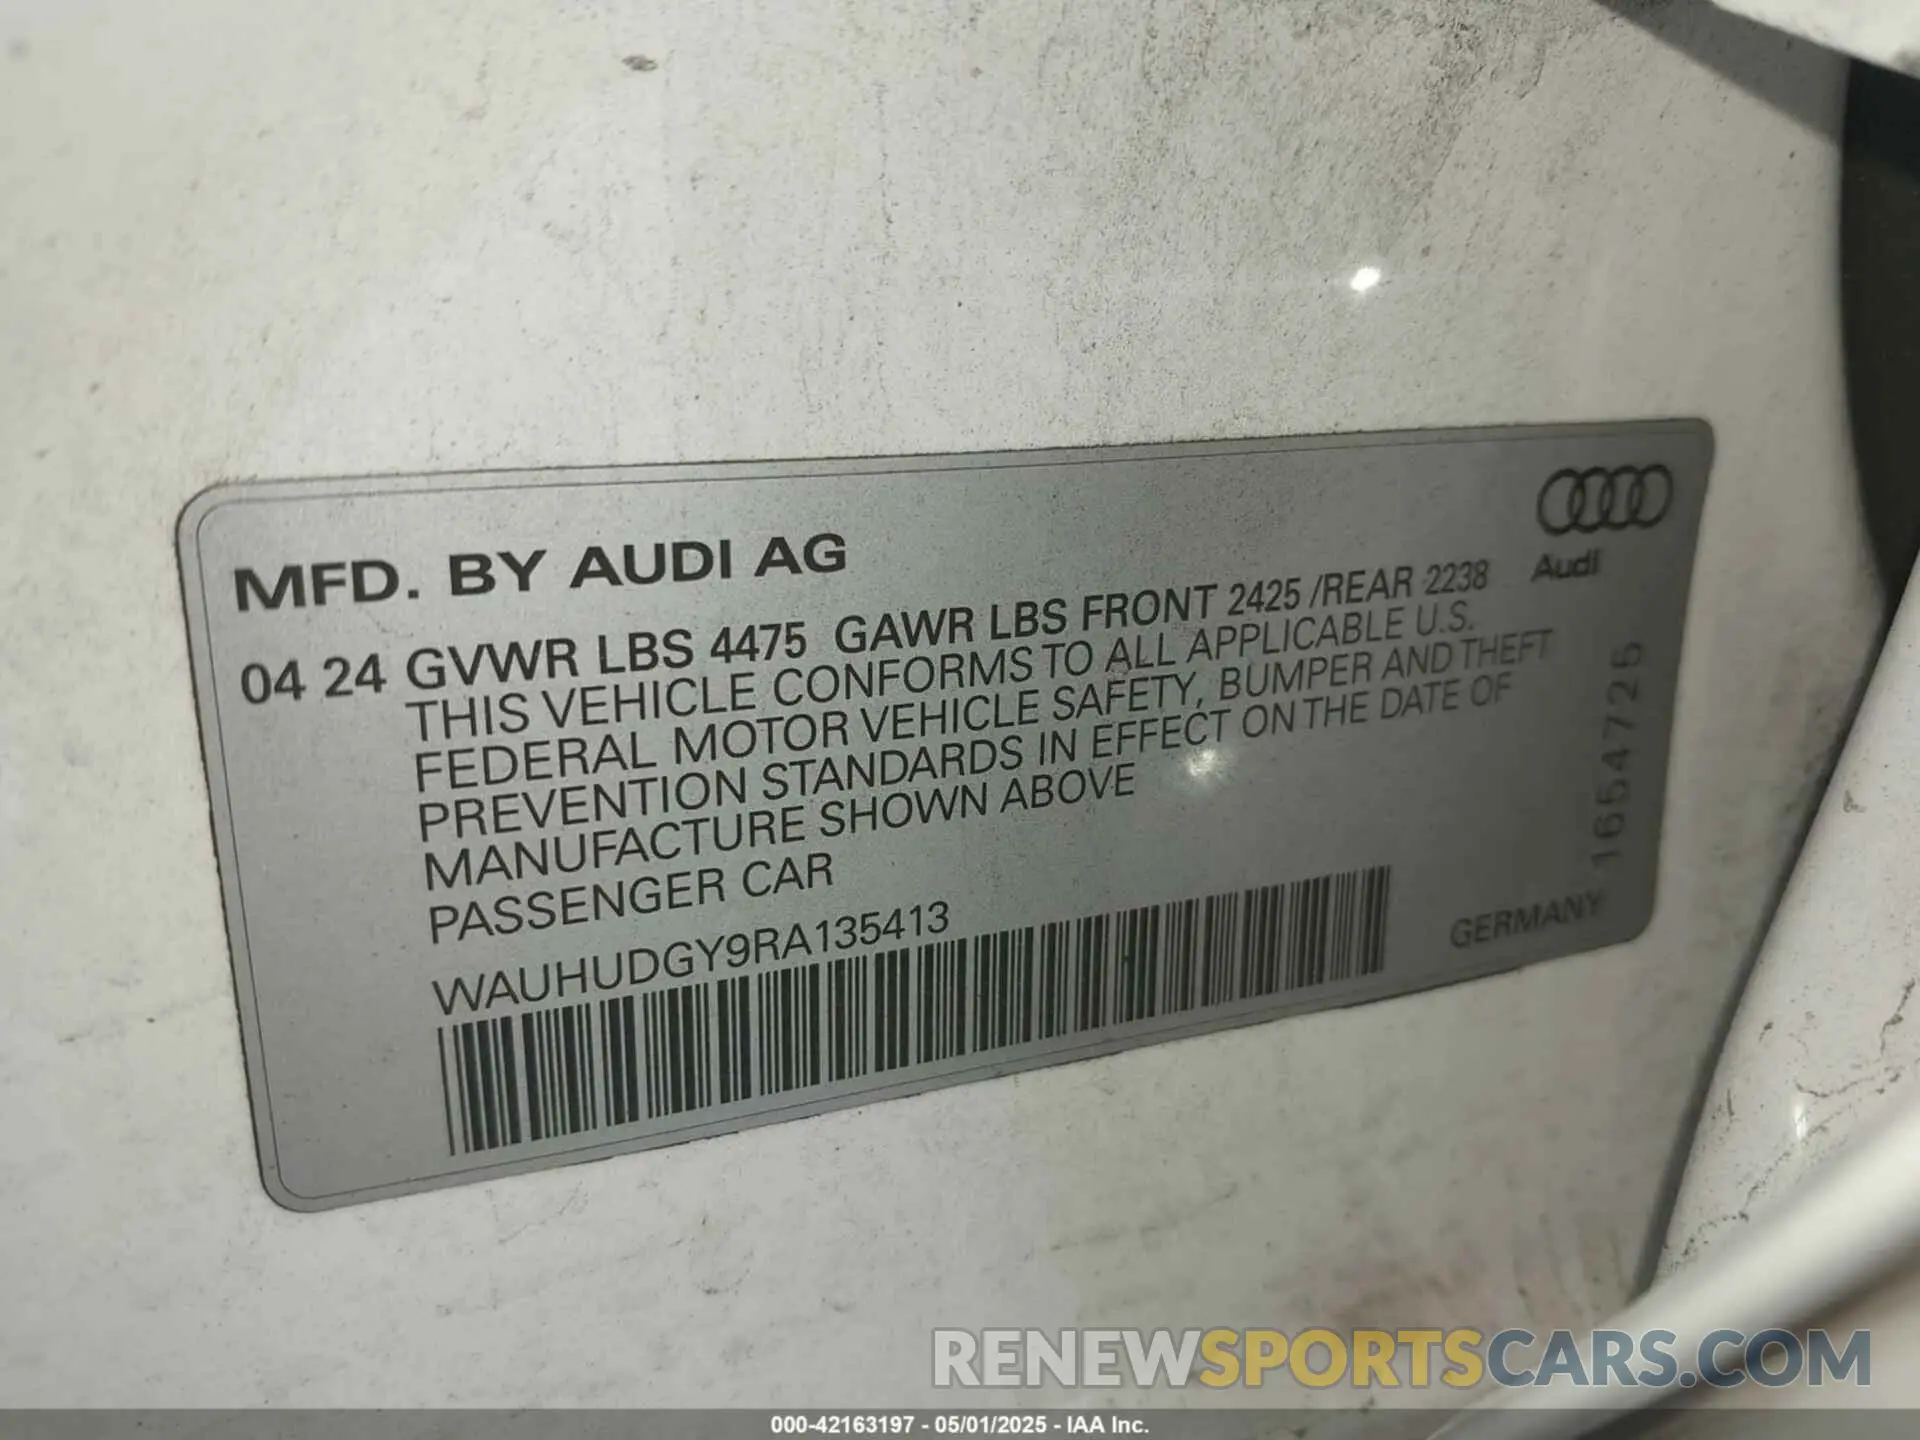 MFD. BY AUDI AG
Audi
04 24 GVWR LBS 4475 GAWR LBS FRONT 2425 /REAR 2238
THIS VEHICLE CONFORMS TO ALL APPLICABLE U.S.
FEDERAL MOTOR VEHICLE SAFETY, BUMPER AND THEFT
PREVENTION STANDARDS IN EFFECT ON THE DATE OF
MANUFACTURE SHOWN ABOVE
PASSENGER CAR
WAUHUDGY9RA135413
GERMANY
1654725
RENEWSPORTSCARS.COM
000-42163197 - 05/01/2025 - IAA Inc.